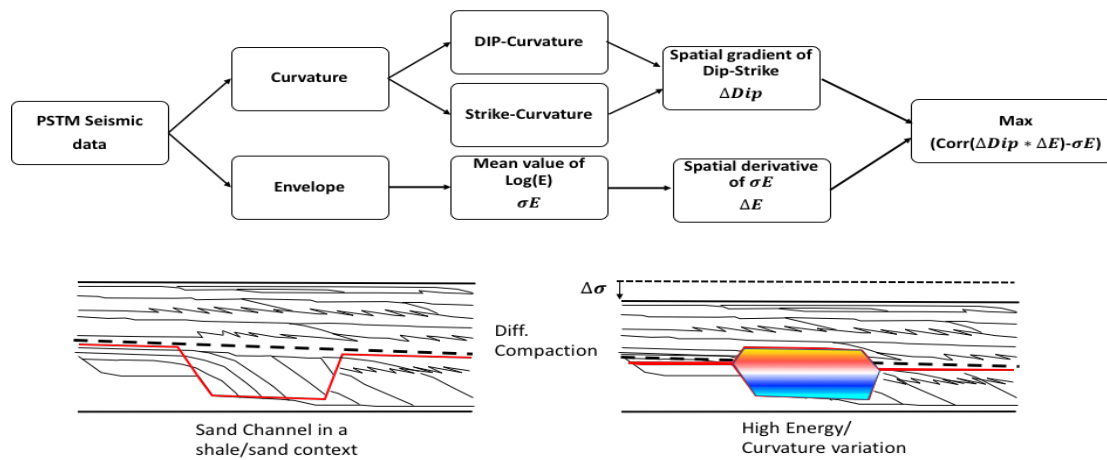 PSTM Seismic
data
Curvature
Envelope
DIP-Curvature
Strike-Curvature
Mean value of
Log(E)
σE
Spatial gradient of
Dip-Strike
ΔDip
Spatial derivative
of σE
ΔE
Max
(Corr(ΔDip * ΔE)-σE)
Sand Channel in a
shale/sand context
Diff.
Compaction
Δσ
High Energy/
Curvature variation